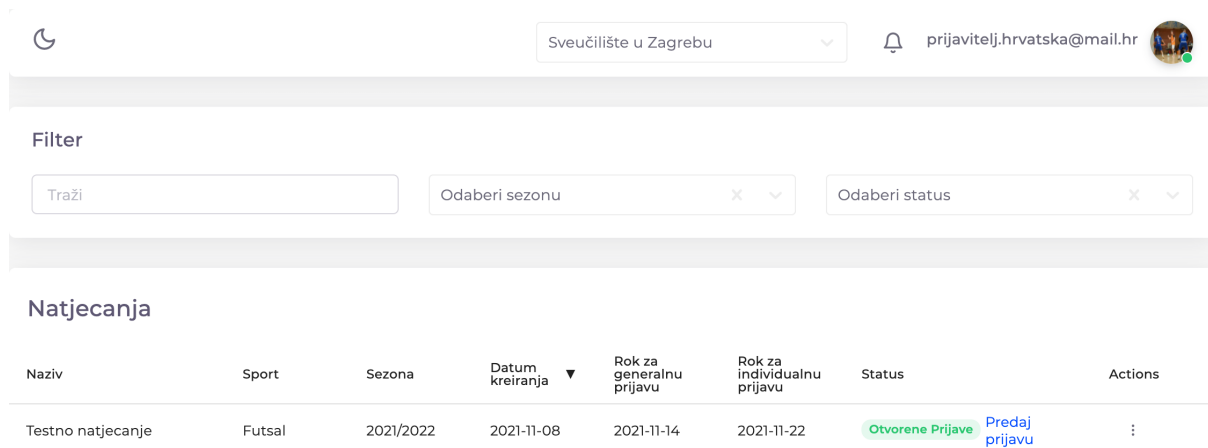 Sveučilište u Zagrebu
prijavitelj.hrvatska@mail.hr
Filter
Traži
Odaberi sezonu
Odaberi status
Natjecanja
Naziv
Sport
Sezona
Datum
kreiranja
Rok za
generalnu
prijavu
Rok za
individualnu
prijavu
Status
Actions
Testno natjecanje
Futsal
2021/2022
2021-11-08
2021-11-14
2021-11-22
Otvorene Prijave
Predaj
prijavu